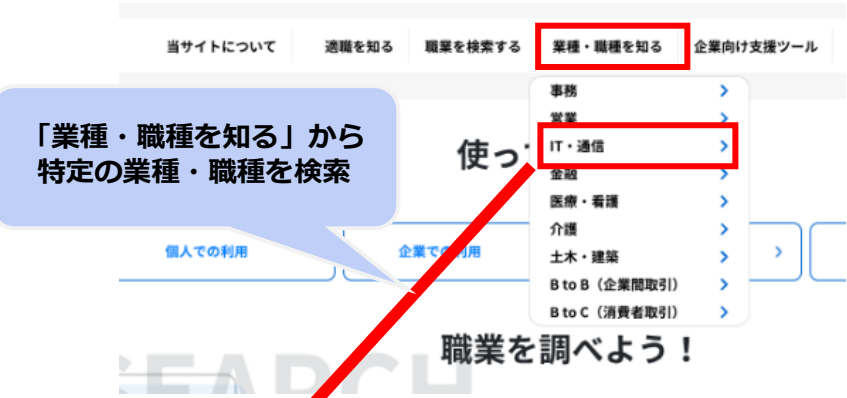 当サイトについて
適職を知る
職業を検索する
業種・職種を知る
企業向け支援ツール
事務
営業
IT・通信
金融
医療・看護
介護
土木・建築
B to B（企業間取引）
B to C（消費者取引）
「業種・職種を知る」から
特定の業種・職種を検索
使っ
個人での利用
企業での利用
職業を調べよう！
SEARCH